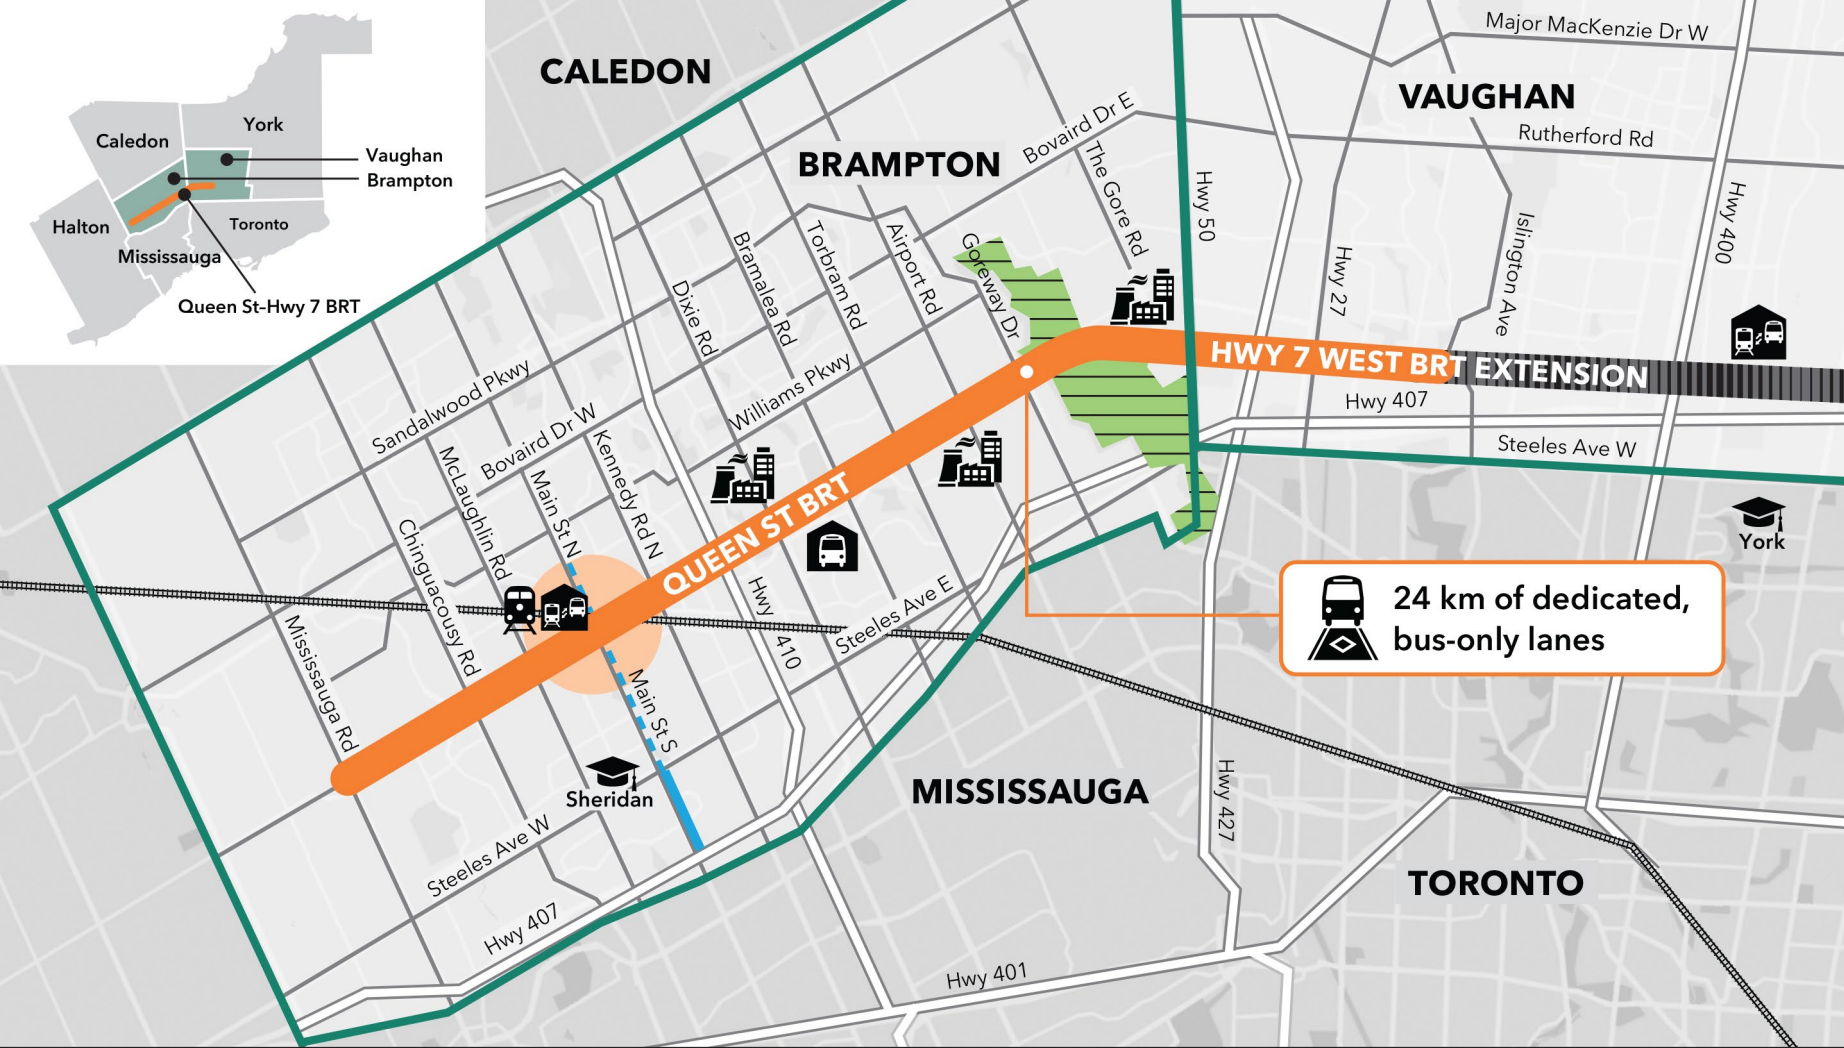 Caledon
York
Vaughan
Brampton
Halton
Toronto
Mississauga
Queen St–Hwy 7 BRT
CALEDON
BRAMPTON
VAUGHAN
Major MacKenzie Dr W
Rutherford Rd
Bovaird Dr E
The Gore Rd
Hwy 50
Hwy 27
Islington Ave
Hwy 400
Goreway Dr
Airport Rd
Torbram Rd
Bramalea Rd
Dixie Rd
Williams Pkwy
Sandalwood Pkwy
Bovaird Dr W
Kennedy Rd N
Main St N
McLaughlin Rd
Chinguacousy Rd
Mississauga Rd
HWY 7 WEST BRT EXTENSION
Hwy 407
Steeles Ave W
QUEEN ST BRT
Hwy 410
Steeles Ave E
Main St S
Sheridan
Steeles Ave W
Hwy 407
York
24 km of dedicated,
bus-only lanes
MISSISSAUGA
Hwy 427
TORONTO
Hwy 401